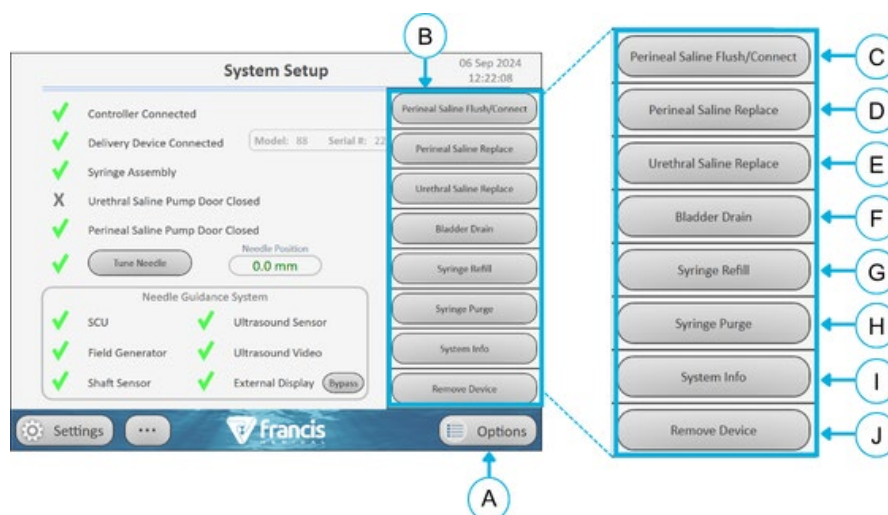 B
System Setup
06 Sep 2024
12:22:08
Controller Connected
Delivery Device Connected
Model: 88 Serial #: 22
Syringe Assembly
X Urethral Saline Pump Door Closed
Perineal Saline Pump Door Closed
Tune Needle
Needle Position
0.0 mm
Needle Guidance System
SCU
Ultrasound Sensor
Field Generator
Ultrasound Video
Shaft Sensor
External Display
Bypass
Perineal Saline Flush/Connect
Perineal Saline Replace
Urethral Saline Replace
Bladder Drain
Syringe Refill
Syringe Purge
System Info
Remove Device
Settings
...
francis
Options
A
Perineal Saline Flush/Connect C
Perineal Saline Replace D
Urethral Saline Replace E
Bladder Drain F
Syringe Refill G
Syringe Purge H
System Info I
Remove Device J